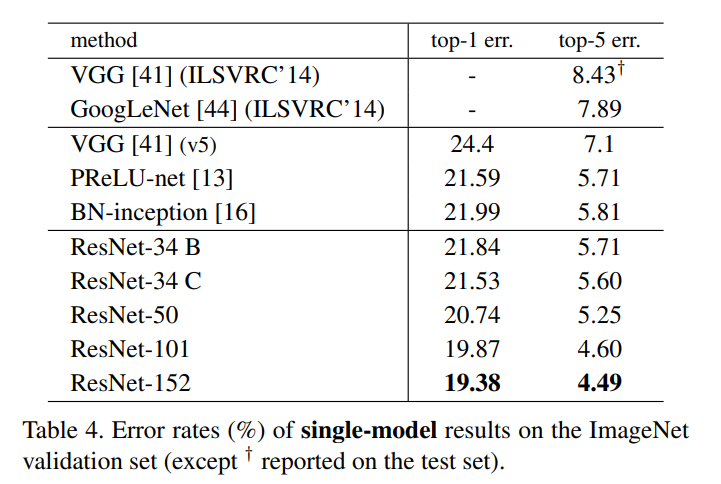 method top-1 err. top-5 err.
VGG [41] (ILSVRC’14) - 8.43†
GoogLeNet [44] (ILSVRC’14) - 7.89
VGG [41] (v5) 24.4 7.1
PReLU-net [13] 21.59 5.71
BN-inception [16] 21.99 5.81
ResNet-34 B 21.84 5.71
ResNet-34 C 21.53 5.60
ResNet-50 20.74 5.25
ResNet-101 19.87 4.60
ResNet-152 19.38 4.49
Table 4. Error rates (%) of single-model results on the ImageNet
validation set (except † reported on the test set).